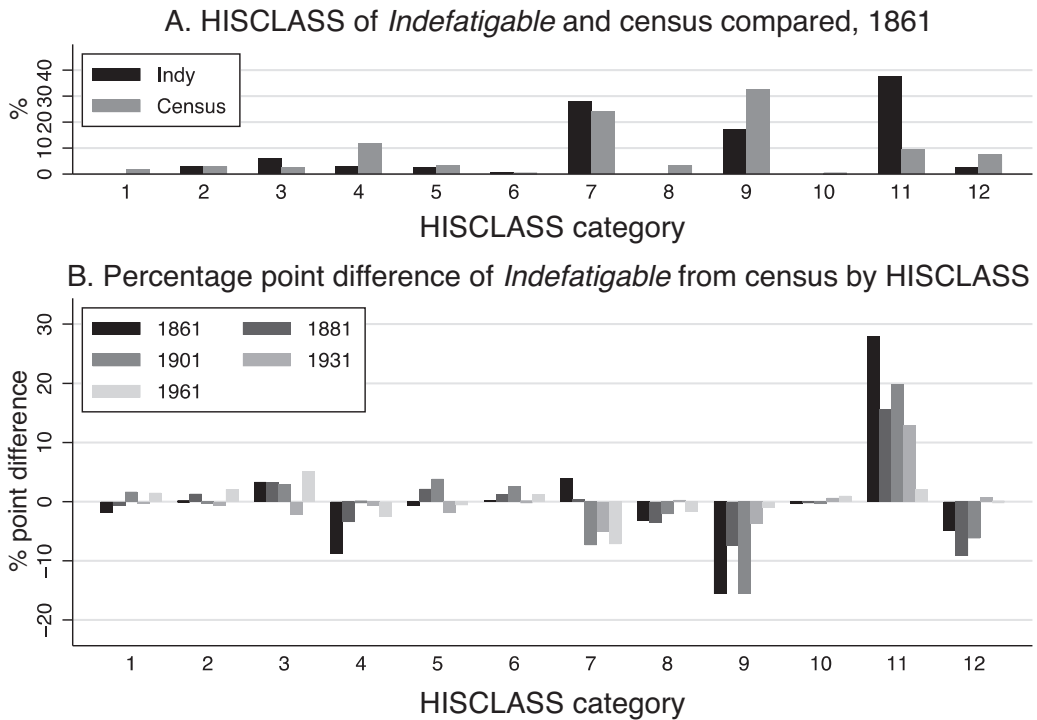 A. HISCLASS of Indefatigable and census compared, 1861
Indy
Census
%
0 10 20 30 40
1 2 3 4 5 6 7 8 9 10 11 12
HISCLASS category
B. Percentage point difference of Indefatigable from census by HISCLASS
1861 1881
1901 1931
1961
% point difference
−20 −10 0 10 20 30
1 2 3 4 5 6 7 8 9 10 11 12
HISCLASS category